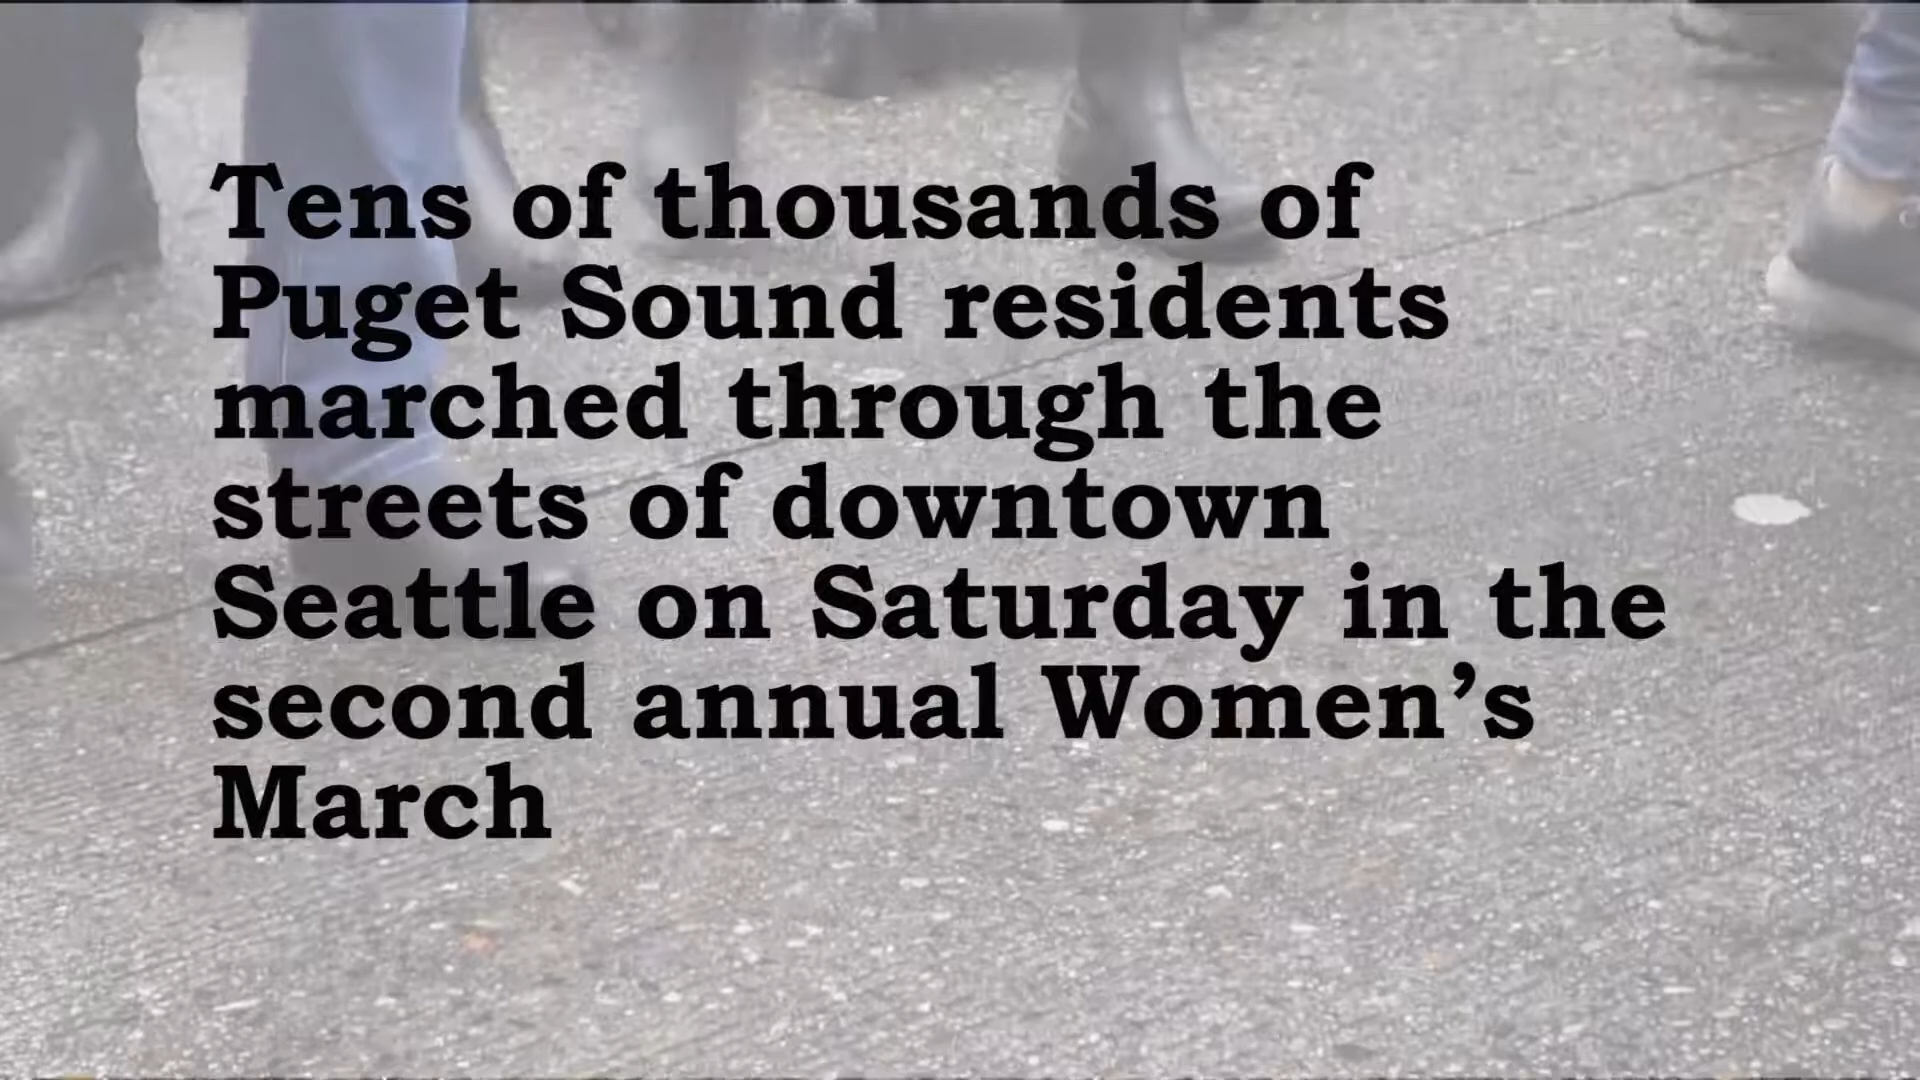 Tens of thousands of
Puget Sound residents
marched through the
streets of downtown
Seattle on Saturday in the
second annual Women’s
March